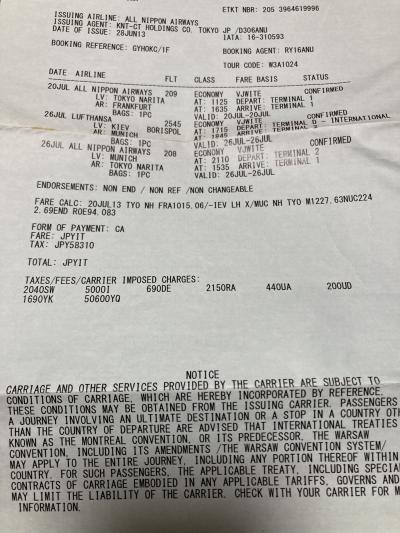 ETKT NBR: 205 3964619996
ISSUING AIRLINE: ALL NIPPON AIRWAYS
ISSUING AGENT: KNT-CT HOLDINGS CO. TOKYO JP /D306ANU
DATE OF ISSUE: 28JUN13 IATA: 16-310593
BOOKING REFERENCE: GYHOKC/IF BOOKING AGENT: RY16ANU
TOUR CODE: W3A1024
DATE AIRLINE FLT CLASS FARE BASIS STATUS
20JUL ALL NIPPON AIRWAYS 209 ECONOMY VJWITE CONFIRMED
LV: TOKYO NARITA AT: 1125 DEPART: TERMINAL 1
AR: FRANKFURT AT: 1635 ARRIVE: TERMINAL 1
BAGS: 1PC VALID: 20JUL-20JUL
26JUL LUFTHANSA 2545 ECONOMY VJWITE CONFIRMED
LV: KIEV BORISPOL AT: 1715 DEPART: TERMINAL D - INTERNATIONAL
AR: MUNICH AT: 1845 ARRIVE: TERMINAL 2
BAGS: 1PC VALID: 26JUL-26JUL
26JUL ALL NIPPON AIRWAYS 208 ECONOMY VJWITE CONFIRMED
LV: MUNICH AT: 2110 DEPART: TERMINAL 2
AR: TOKYO NARITA AT: 1535 ARRIVE: TERMINAL 1
BAGS: 1PC VALID: 26JUL-26JUL
ENDORSEMENTS: NON END / NON REF /NON CHANGEABLE
FARE CALC: 20JUL13 TYO NH FRA1015.06/-IEV LH X/MUC NH TYO M1227.63NUC224
2.69END ROE94.083
FORM OF PAYMENT: CA
FARE: JPYIT
TAX: JPY58310
TOTAL: JPYIT
TAXES/FEES/CARRIER IMPOSED CHARGES:
2040SW 500OI 690DE 2150RA 440UA 200UD
1690YK 50600YQ
NOTICE
CARRIAGE AND OTHER SERVICES PROVIDED BY THE CARRIER ARE SUBJECT TO
CONDITIONS OF CARRIAGE, WHICH ARE HEREBY INCORPORATED BY REFERENCE.
THESE CONDITIONS MAY BE OBTAINED FROM THE ISSUING CARRIER. PASSENGERS
A JOURNEY INVOLVING AN ULTIMATE DESTINATION OR A STOP IN A COUNTRY OTH
THAN THE COUNTRY OF DEPARTURE ARE ADVISED THAT INTERNATIONAL TREATIES
KNOWN AS THE MONTREAL CONVENTION, OR ITS PREDECESSOR, THE WARSAW
CONVENTION, INCLUDING ITS AMENDMENTS /THE WARSAW CONVENTION SYSTEM/
MAY APPLY TO THE ENTIRE JOURNEY, INCLUDING ANY PORTION THEREOF WITHIN
COUNTRY. FOR SUCH PASSENGERS, THE APPLICABLE TREATY, INCLUDING SPECIA
CONTRACTS OF CARRIAGE EMBODIED IN ANY APPLICABLE TARIFFS, GOVERNS AND
MAY LIMIT THE LIABILITY OF THE CARRIER. CHECK WITH YOUR CARRIER FOR M
INFORMATION.